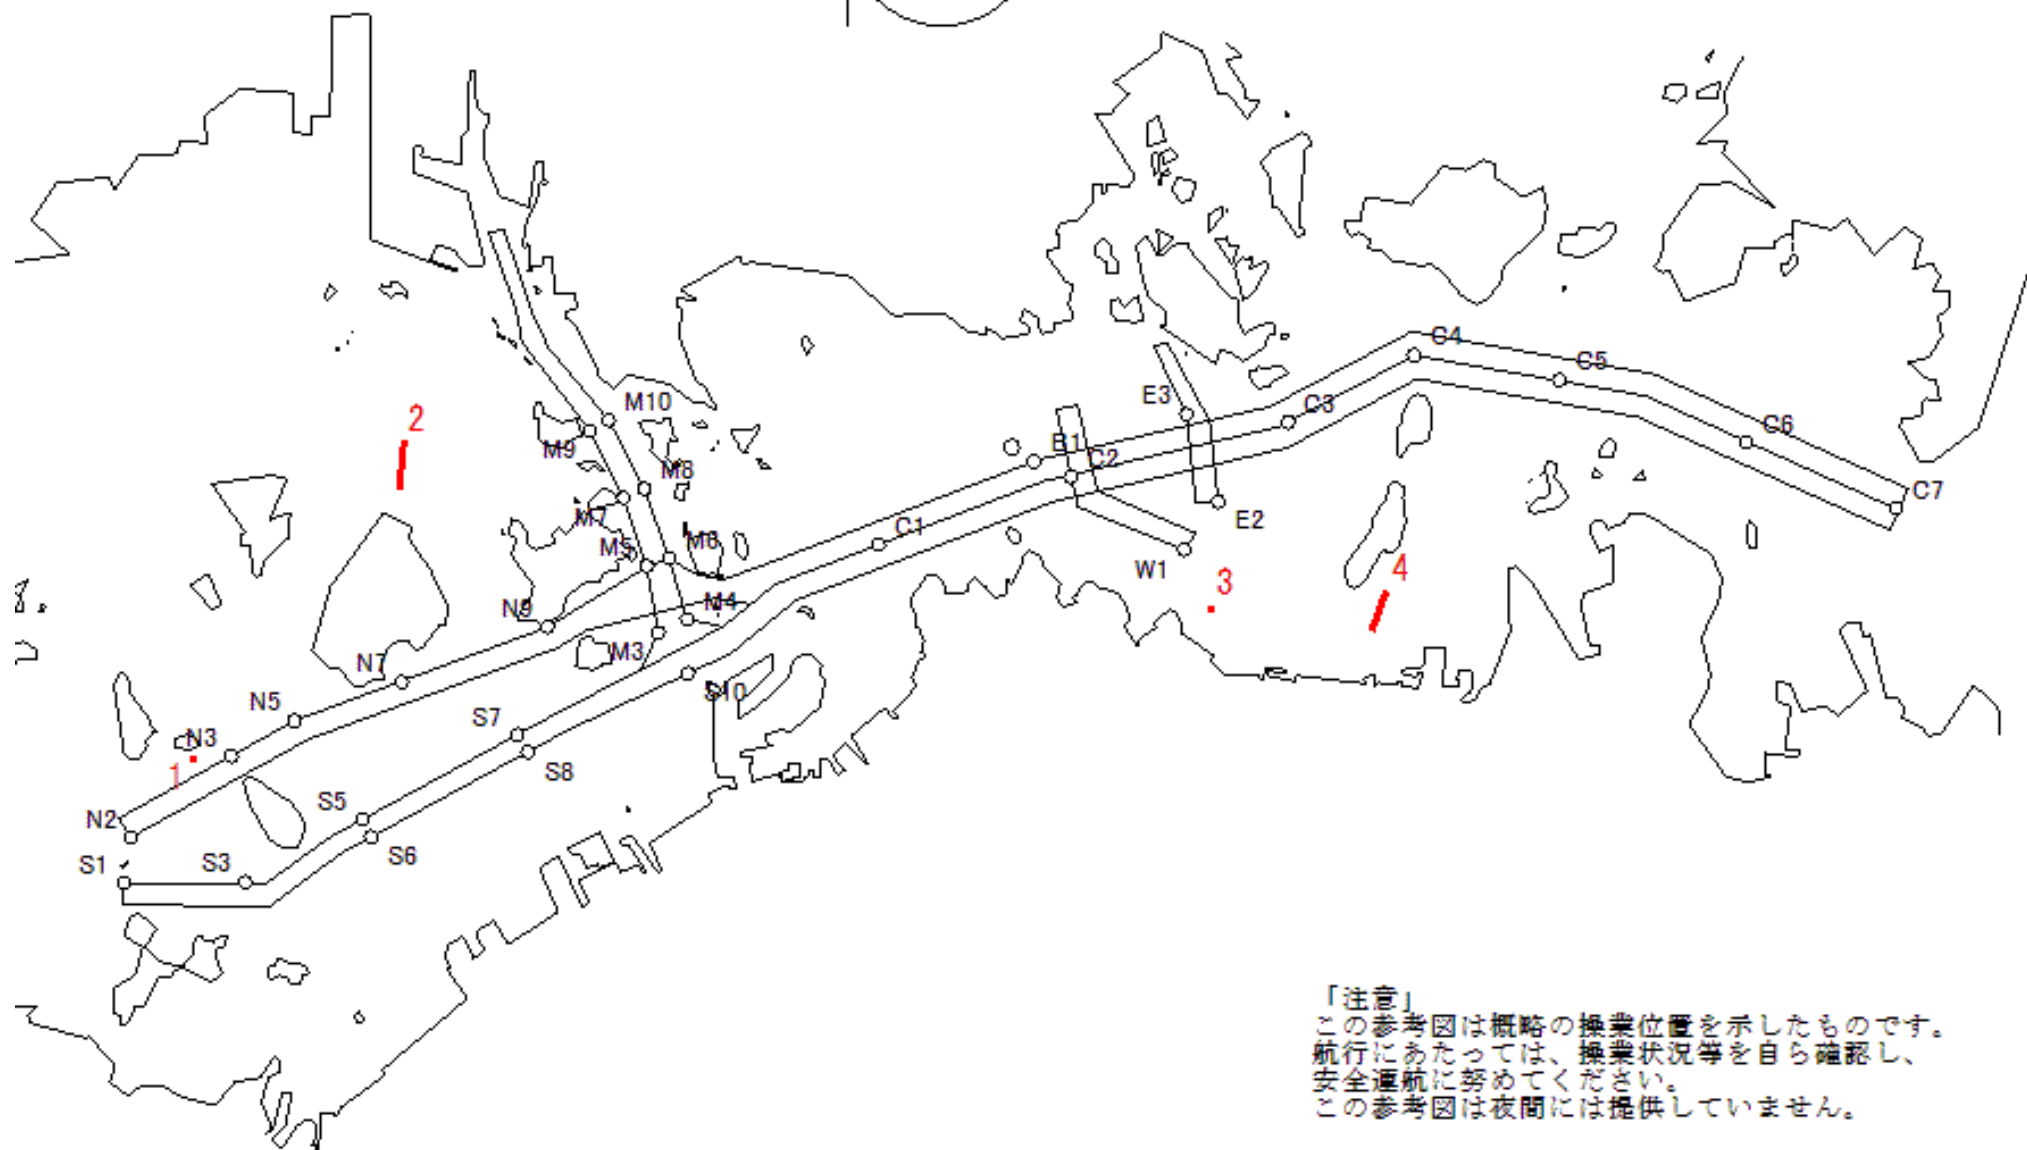 C4
C5
2
M10
E3
C3
C6
M9
B1
M8
C2
C7
M7
E2
C1
M5
M6
W1
3
4
N9
M4
M3
N7
S10
N5
S7
N3
1
S8
S5
N2
S6
S1
S3
「注意」
この参考図は概略の操業位置を示したものです。
航行にあたっては、操業状況等を自ら確認し、
安全運航に努めてください。
この参考図は夜間には提供していません。